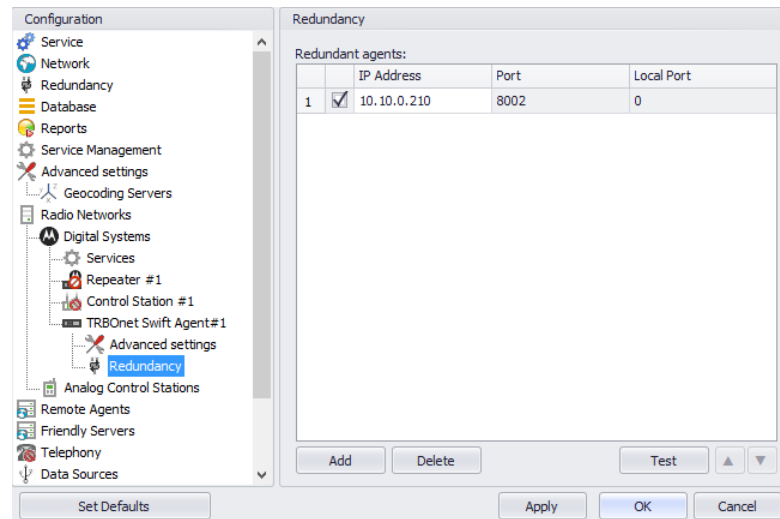 Configuration
Service
Network
Redundancy
Database
Reports
Service Management
Advanced settings
Geocoding Servers
Radio Networks
Digital Systems
Services
Repeater #1
Control Station #1
TRBOnet Swift Agent#1
Advanced settings
Redundancy
Analog Control Stations
Remote Agents
Friendly Servers
Telephony
Data Sources
Set Defaults
Redundancy
Redundant agents:
IP Address Port Local Port
1 10.10.0.210 8002 0
Add Delete Test
Apply OK Cancel